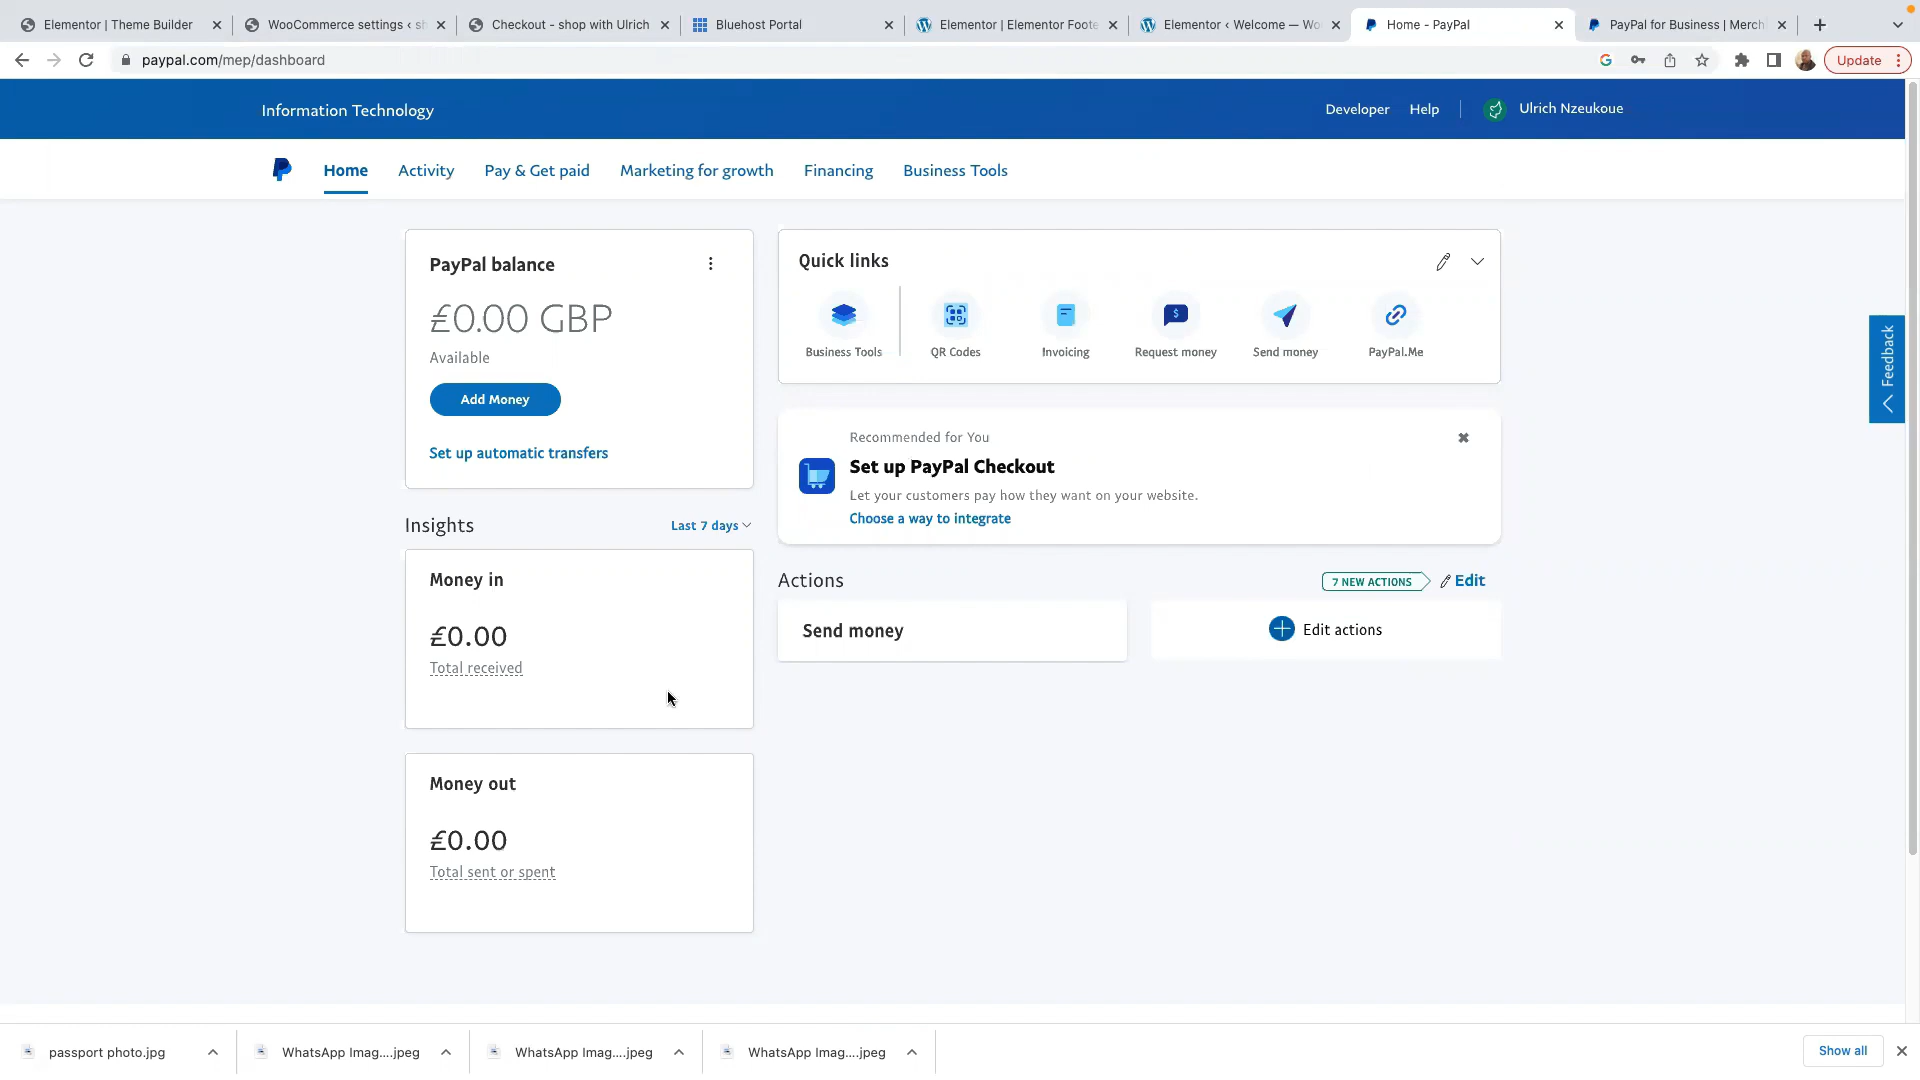 Elementor | Theme Builder
WooCommerce settings ‹ sh
Checkout - shop with Ulrich
Bluehost Portal
Elementor | Elementor Foote
Elementor ‹ Welcome — Wo
Home - PayPal
PayPal for Business | Merch
paypal.com/mep/dashboard
Update
Information Technology
Developer
Help
Ulrich Nzeukoue
Home
Activity
Pay & Get paid
Marketing for growth
Financing
Business Tools
PayPal balance
£0.00 GBP
Available
Add Money
Set up automatic transfers
Quick links
Business Tools
QR Codes
Invoicing
Request money
Send money
PayPal.Me
Feedback
Recommended for You
Set up PayPal Checkout
Let your customers pay how they want on your website.
Choose a way to integrate
Insights
Last 7 days
Money in
£0.00
Total received
Actions
7 NEW ACTIONS
Edit
Send money
Edit actions
Money out
£0.00
Total sent or spent
passport photo.jpg
WhatsApp Imag....jpeg
WhatsApp Imag....jpeg
WhatsApp Imag....jpeg
Show all